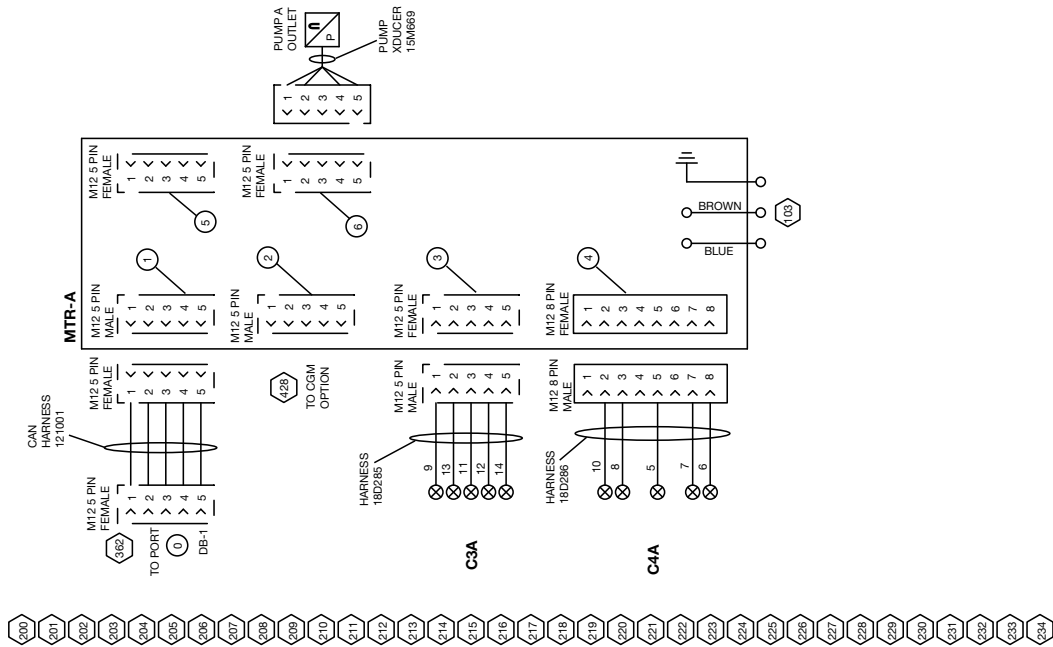 PUMP A
OUTLET
P
PUMP
XDUCER
15M669
1
2
3
4
5
MTR-A
M12 5 PIN
FEMALE
1
2
3
4
5
5
M12 5 PIN
FEMALE
1
2
3
4
5
6
BROWN
BLUE
103
M12 5 PIN
MALE
1
2
3
4
5
1
M12 5 PIN
MALE
1
2
3
4
5
2
M12 5 PIN
FEMALE
1
2
3
4
5
3
M12 8 PIN
FEMALE
1
2
3
4
5
6
7
8
4
CAN
HARNESS
121001
M12 5 PIN
FEMALE
1
2
3
4
5
M12 5 PIN
FEMALE
1
2
3
4
5
362
TO PORT
0
DB-1
428
TO CGM
OPTION
HARNESS
18D285
M12 5 PIN
MALE
1
2
3
4
5
9
13
11
12
14
C3A
HARNESS
18D286
M12 8 PIN
MALE
1
2
3
4
5
6
7
8
10
8
5
7
6
C4A
200
201
202
203
204
205
206
207
208
209
210
211
212
213
214
215
216
217
218
219
220
221
222
223
224
225
226
227
228
229
230
231
232
233
234